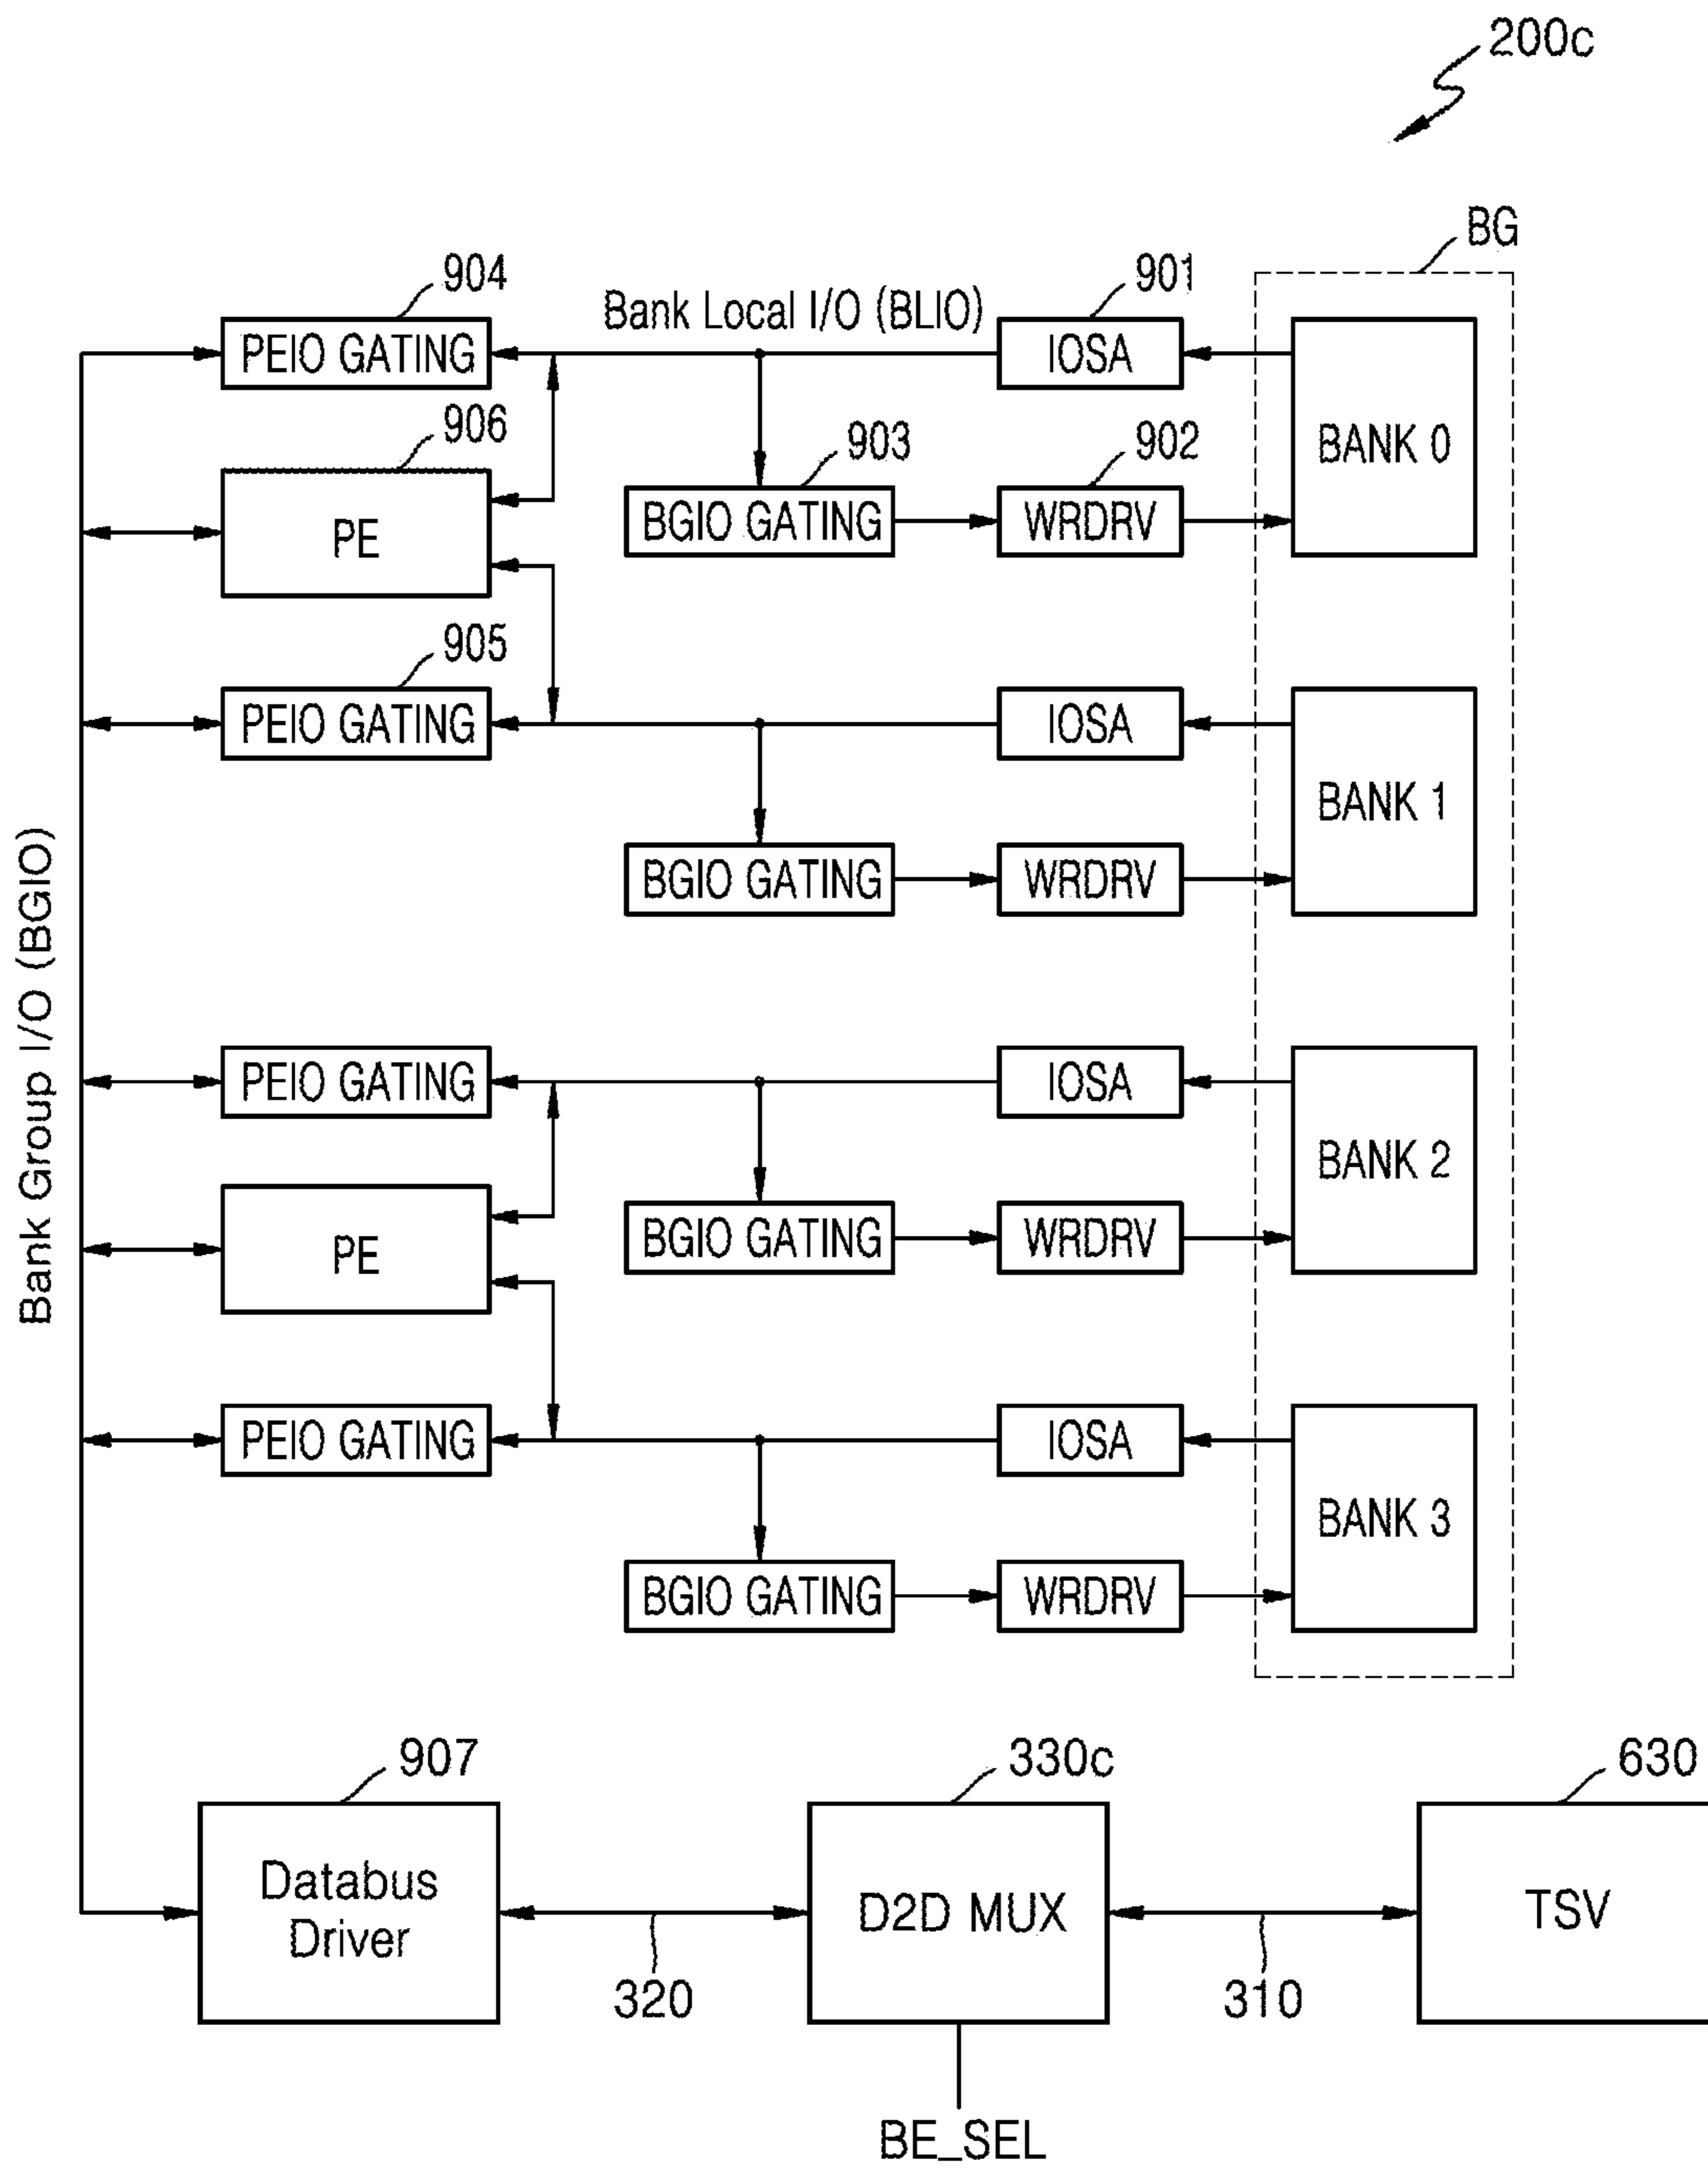 200c
BG
904
Bank Local I/O (BLIO)
901
PEIO GATING
IOSA
BANK 0
906
903
902
PE
BGIO GATING
WRDRV
905
PEIO GATING
IOSA
BANK 1
BGIO GATING
WRDRV
Bank Group I/O (BGIO)
PEIO GATING
IOSA
BANK 2
PE
BGIO GATING
WRDRV
PEIO GATING
IOSA
BANK 3
BGIO GATING
WRDRV
907
330c
630
Databus
Driver
D2D MUX
TSV
320
310
BE_SEL